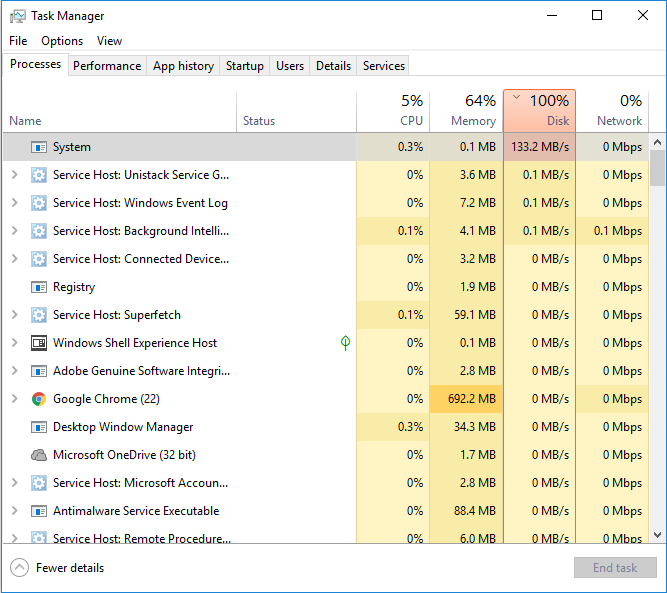 Task Manager
File Options View
Processes Performance App history Startup Users Details Services
5% 64% 100% 0%
Name Status CPU Memory Disk Network
System 0.3% 0.1 MB 133.2 MB/s 0 Mbps
Service Host: Unistack Service G... 0% 3.6 MB 0.1 MB/s 0 Mbps
Service Host: Windows Event Log 0% 7.2 MB 0.1 MB/s 0 Mbps
Service Host: Background Intelli... 0.1% 4.1 MB 0.1 MB/s 0.1 Mbps
Service Host: Connected Device... 0% 3.2 MB 0 MB/s 0 Mbps
Registry 0% 1.9 MB 0 MB/s 0 Mbps
Service Host: Superfetch 0.1% 59.1 MB 0 MB/s 0 Mbps
Windows Shell Experience Host 0% 0.1 MB 0 MB/s 0 Mbps
Adobe Genuine Software Integri... 0% 2.8 MB 0 MB/s 0 Mbps
Google Chrome (22) 0% 692.2 MB 0 MB/s 0 Mbps
Desktop Window Manager 0.3% 34.3 MB 0 MB/s 0 Mbps
Microsoft OneDrive (32 bit) 0% 1.7 MB 0 MB/s 0 Mbps
Service Host: Microsoft Accoun... 0% 2.8 MB 0 MB/s 0 Mbps
Antimalware Service Executable 0% 88.4 MB 0 MB/s 0 Mbps
Service Host: Remote Procedure... 0% 6.0 MB 0 MB/s 0 Mbps
Fewer details End task